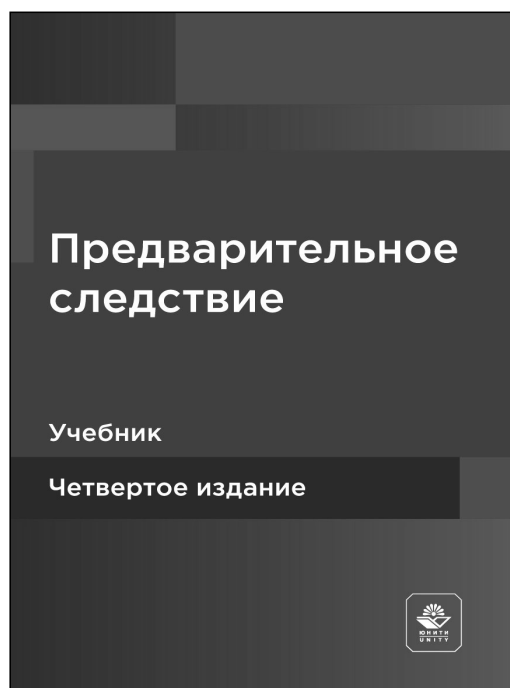 Предварительное
следствие
Учебник
Четвертое издание
ЮНИТИ
UNITY